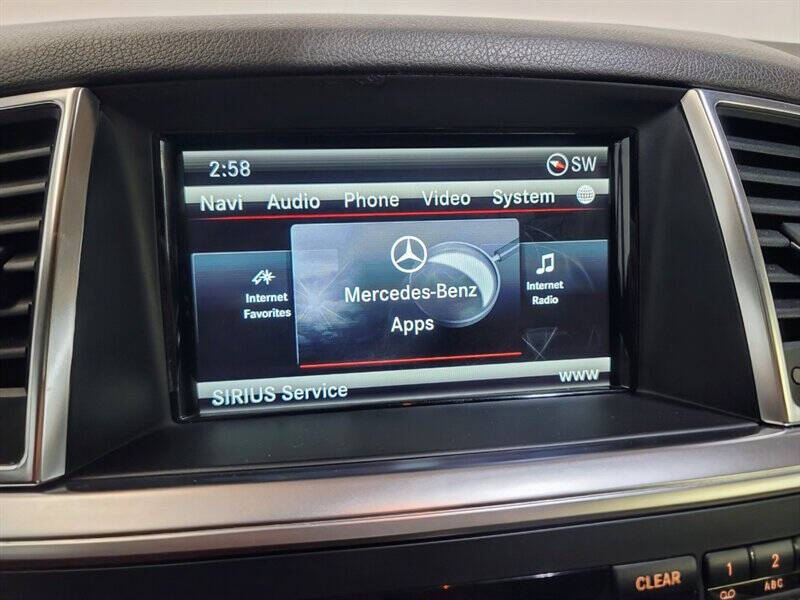 2:58 SW
Navi Audio Phone Video System
Internet
Favorites
Mercedes-Benz
Apps
Internet
Radio
SIRIUS Service www
CLEAR 1 2
ABC